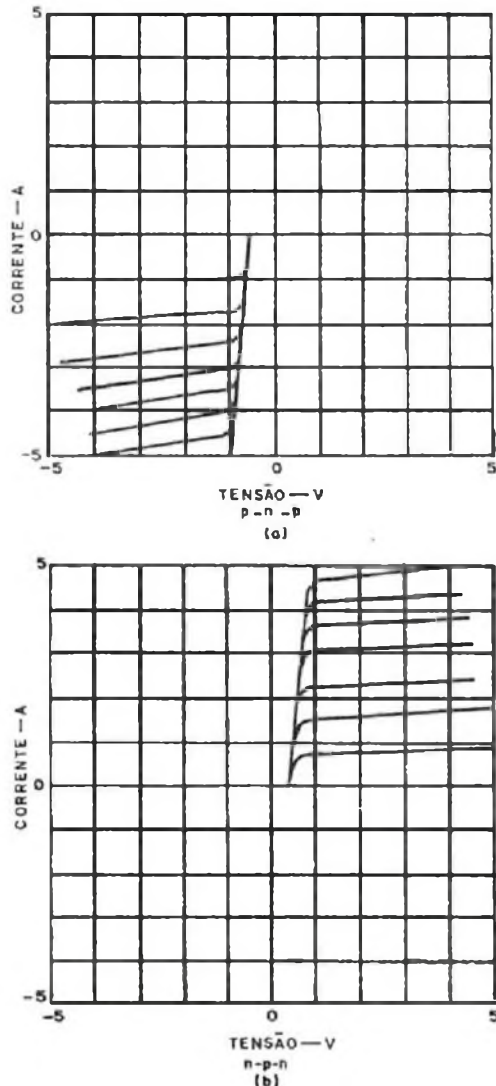 5
CORRENTE — A
0
-5
-5
0
5
TENSÃO — V
p-n-p
(a)
5
CORRENTE — A
0
-5
-5
0
5
TENSÃO — V
n-p-n
(b)